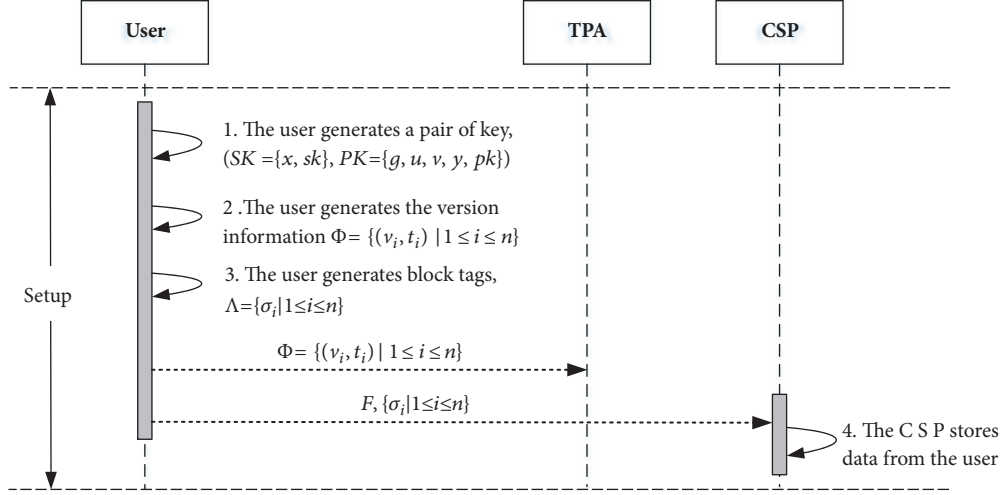 User
TPA
CSP
1. The user generates a pair of key,
(SK ={x, sk}, PK={g, u, v, y, pk})
2 .The user generates the version
information Φ= {(vᵢ, tᵢ) | 1 ≤ i ≤ n}
3. The user generates block tags,
Λ={σᵢ|1≤i≤n}
Setup
Φ= {(vᵢ, tᵢ) | 1 ≤ i ≤ n}
F, {σᵢ|1≤i≤n}
4. The C S P stores
data from the user